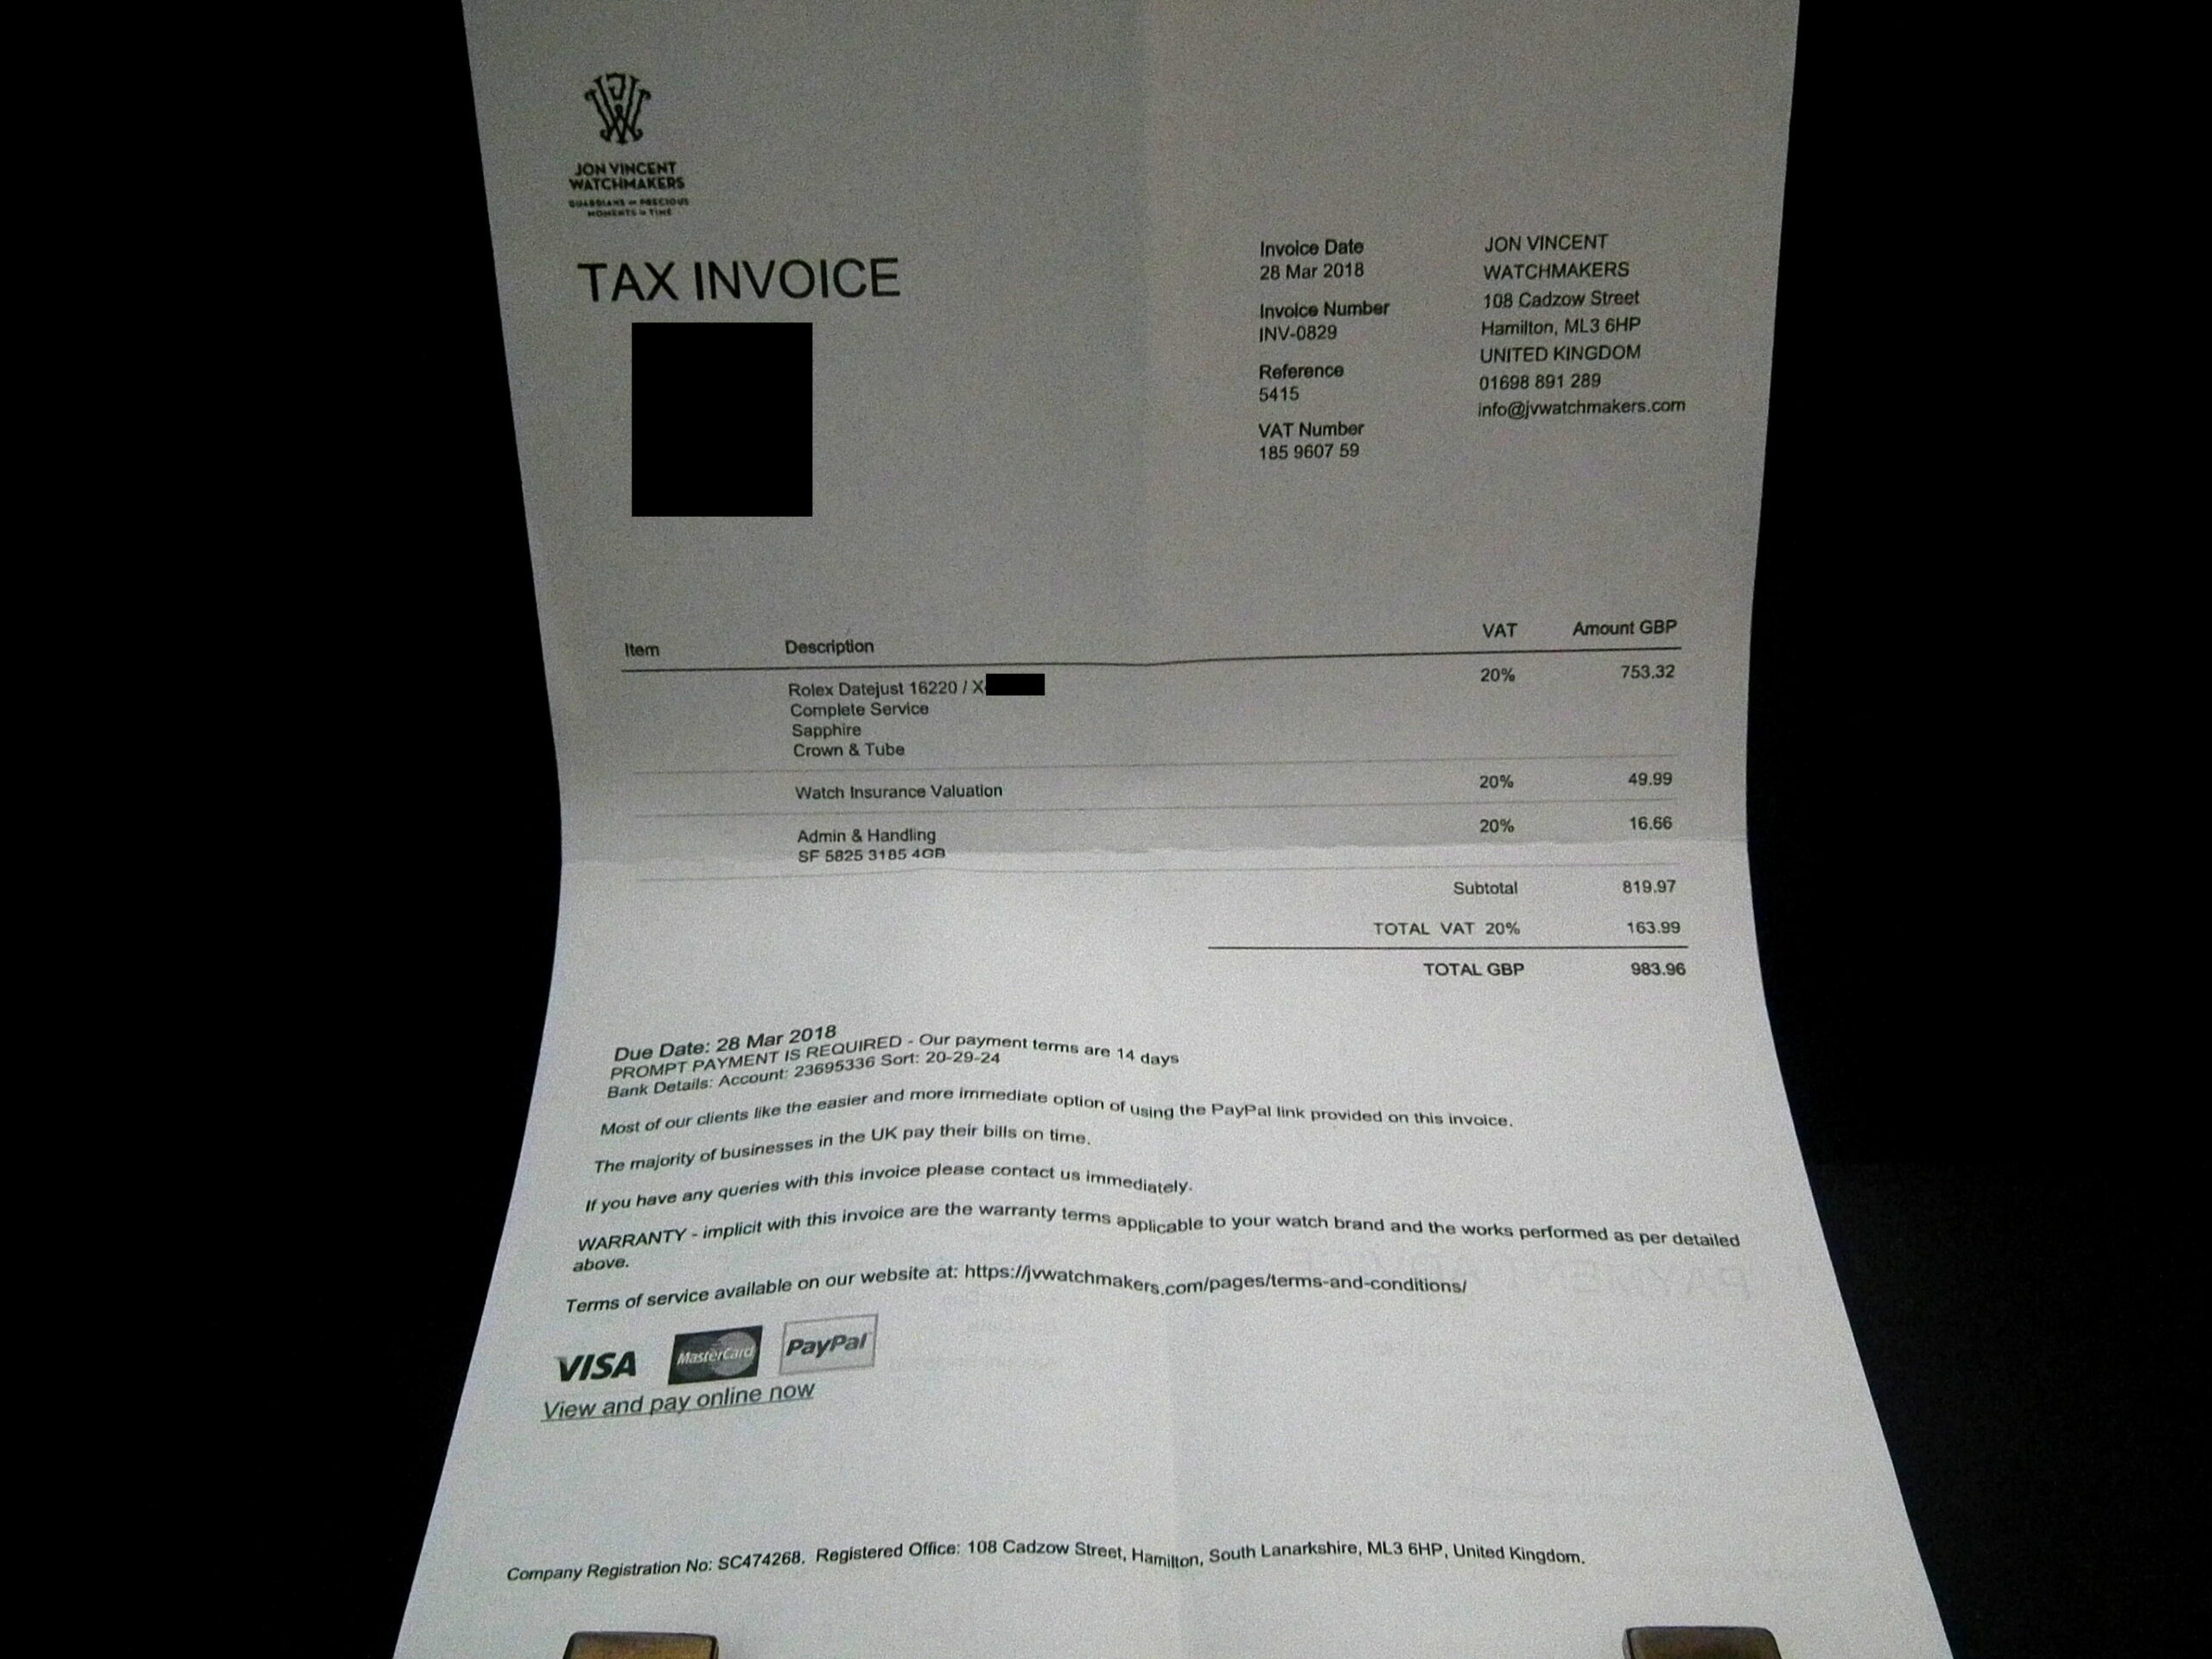 JON VINCENT
WATCHMAKERS
GUARDIANS OF PRECIOUS
MOMENTS IN TIME
TAX INVOICE
Invoice Date
28 Mar 2018
Invoice Number
INV-0829
Reference
5415
VAT Number
185 9607 59
JON VINCENT
WATCHMAKERS
108 Cadzow Street
Hamilton, ML3 6HP
UNITED KINGDOM
01698 891 289
info@jvwatchmakers.com
Item Description VAT Amount GBP
Rolex Datejust 16220 / X 20% 753.32
Complete Service
Sapphire
Crown & Tube
Watch Insurance Valuation 20% 49.99
Admin & Handling 20% 16.66
SF 5825 3185 4GB
Subtotal 819.97
TOTAL VAT 20% 163.99
TOTAL GBP 983.96
Due Date: 28 Mar 2018
PROMPT PAYMENT IS REQUIRED - Our payment terms are 14 days
Bank Details: Account: 23695336 Sort: 20-29-24
Most of our clients like the easier and more immediate option of using the PayPal link provided on this invoice.
The majority of businesses in the UK pay their bills on time.
If you have any queries with this invoice please contact us immediately.
WARRANTY - implicit with this invoice are the warranty terms applicable to your watch brand and the works performed as per detailed
above.
Terms of service available on our website at: https://jvwatchmakers.com/pages/terms-and-conditions/
VISA MasterCard PayPal
View and pay online now
Company Registration No: SC474268. Registered Office: 108 Cadzow Street, Hamilton, South Lanarkshire, ML3 6HP, United Kingdom.